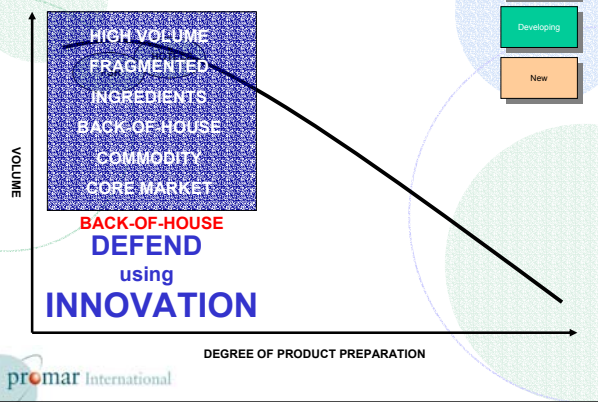 Developing
New
HIGH VOLUME
FRAGMENTED
INGREDIENTS
BACK-OF-HOUSE
COMMODITY
CORE MARKET
BACK-OF-HOUSE
DEFEND
using
INNOVATION
VOLUME
DEGREE OF PRODUCT PREPARATION
promar International